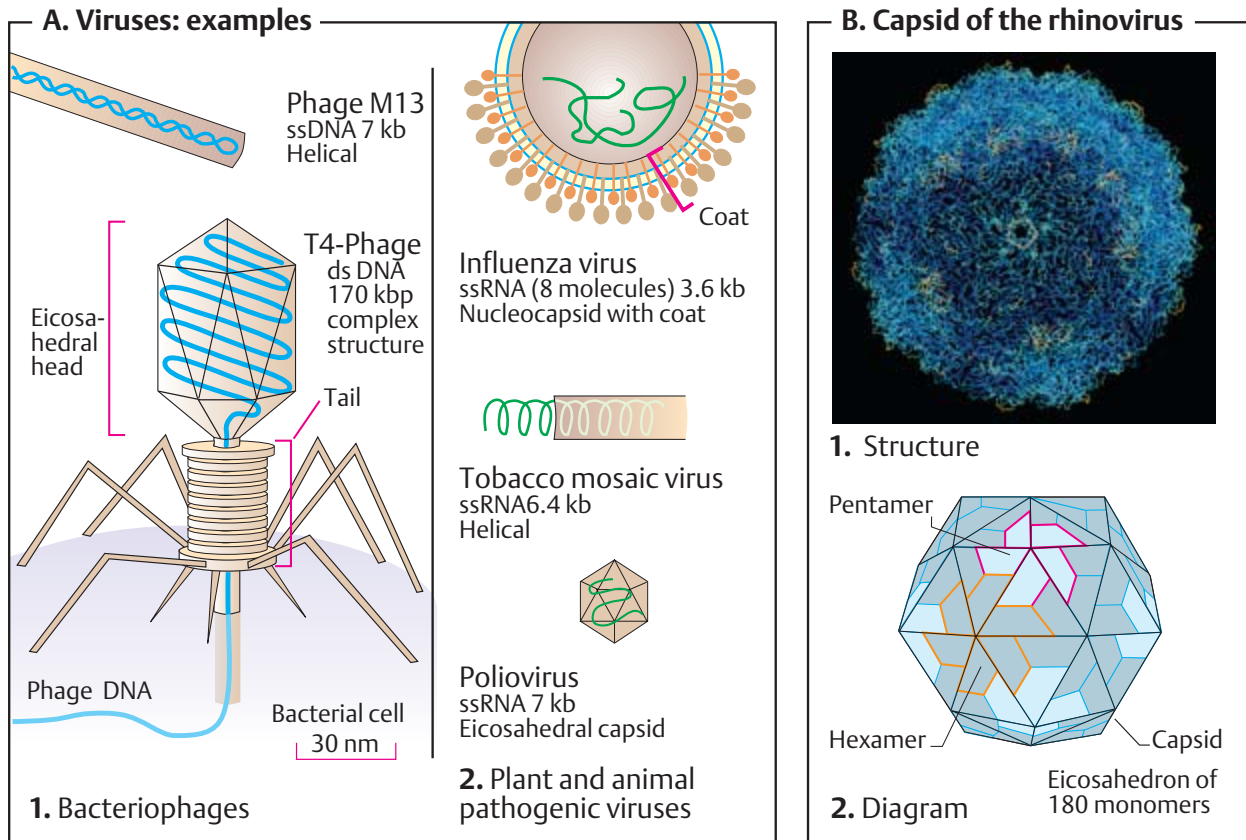 A. Viruses: examples
Phage M13
ssDNA 7 kb
Helical
T4-Phage
ds DNA
170 kbp
complex
structure
Eicosa-
hedral
head
Tail
Phage DNA
Bacterial cell
30 nm
1. Bacteriophages
Coat
Influenza virus
ssRNA (8 molecules) 3.6 kb
Nucleocapsid with coat
Tobacco mosaic virus
ssRNA6.4 kb
Helical
Poliovirus
ssRNA 7 kb
Eicosahedral capsid
2. Plant and animal
pathogenic viruses
B. Capsid of the rhinovirus
1. Structure
Pentamer
Hexamer
Capsid
Eicosahedron of
180 monomers
2. Diagram